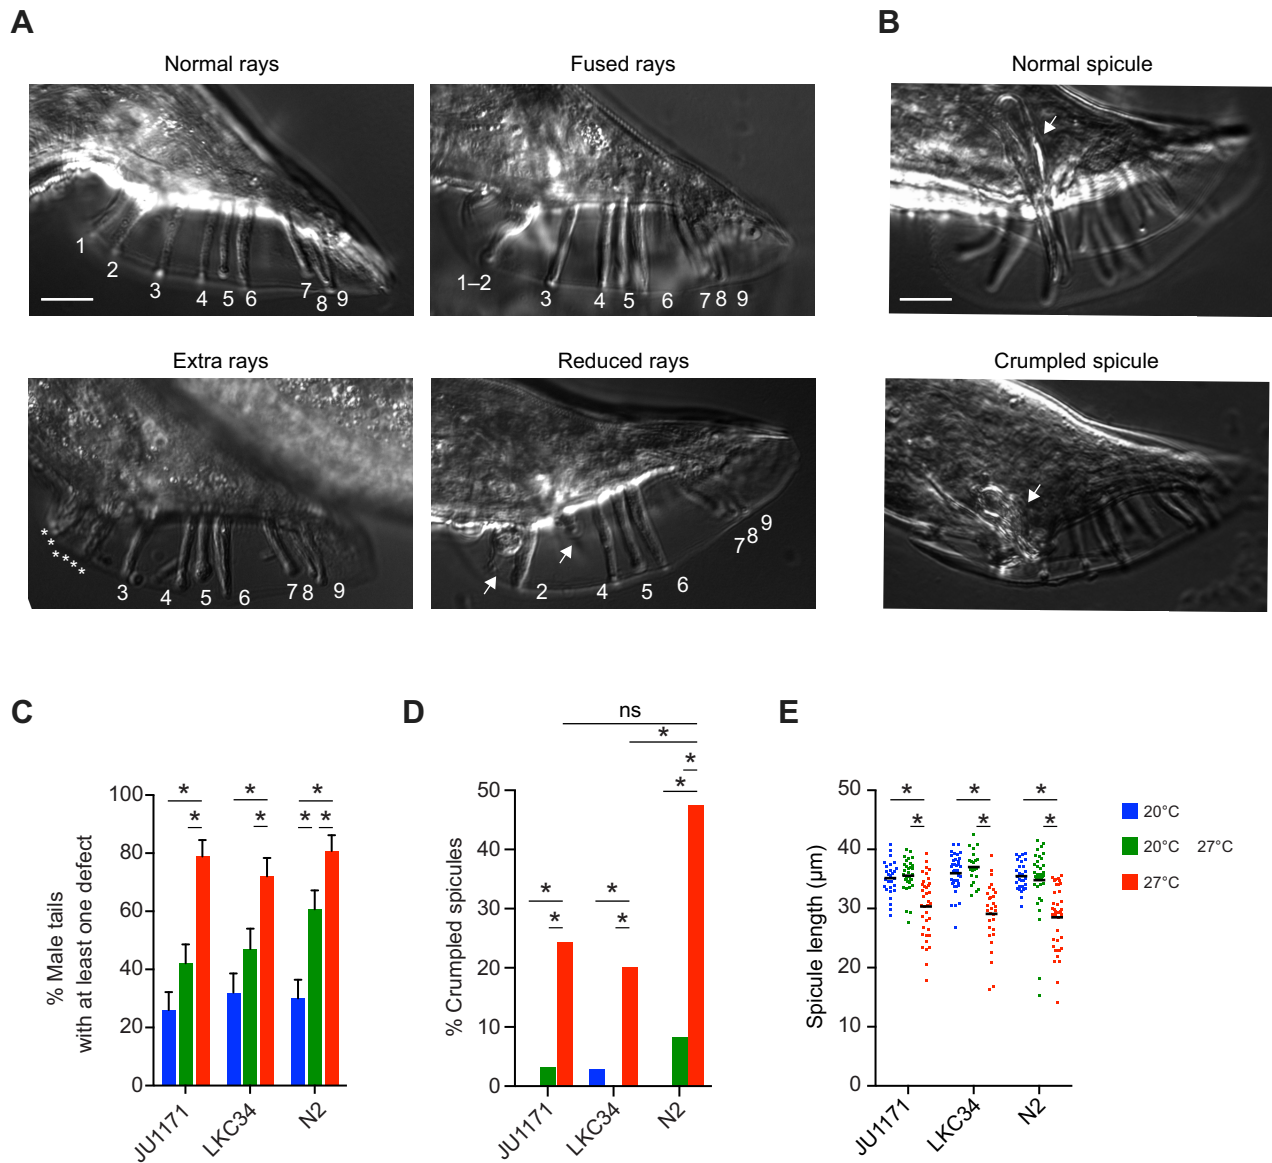 A
B
Normal rays
Fused rays
Normal spicule
1
2
3
4
5
6
7
8
9
1–2
3
4
5
6
7
8
9
Extra rays
Reduced rays
Crumpled spicule
* * * * * *
3
4
5
6
7
8
9
2
4
5
6
7
8
9
C
D
E
% Male tails
with at least one defect
100
80
60
40
20
0
* * * * * * *
JU1171
LKC34
N2
% Crumpled spicules
50
40
30
20
10
0
ns
* * * * * * *
JU1171
LKC34
N2
Spicule length (µm)
50
40
30
20
10
0
* * * * * *
JU1171
LKC34
N2
20°C
20°C 27°C
27°C